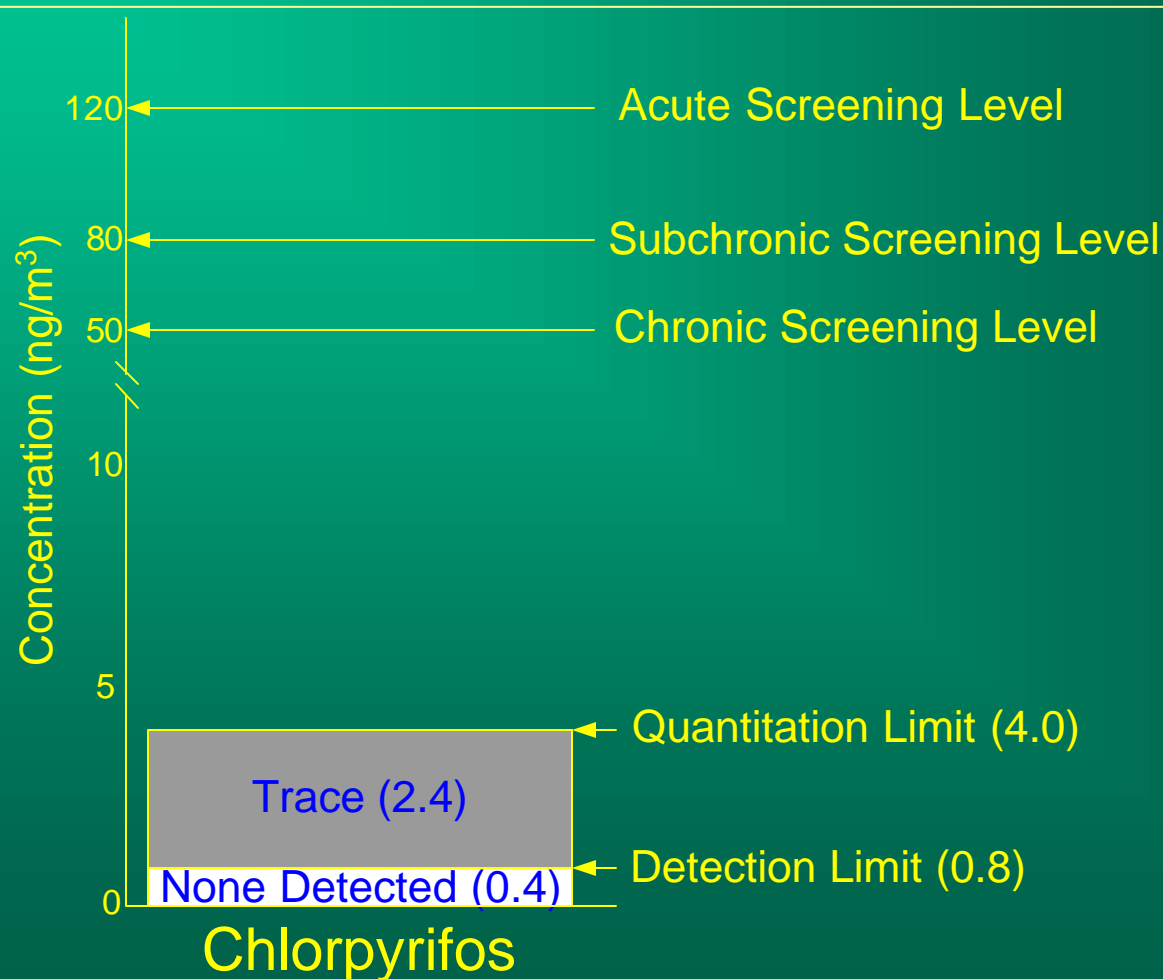 120
Acute Screening Level
80
Subchronic Screening Level
50
Chronic Screening Level
Concentration (ng/m³)
10
5
Quantitation Limit (4.0)
Trace (2.4)
Detection Limit (0.8)
None Detected (0.4)
0
Chlorpyrifos